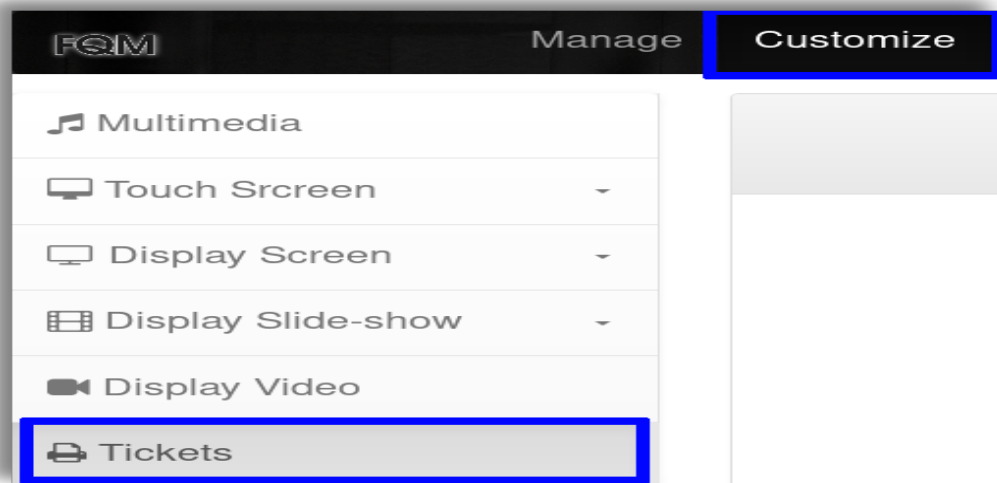 FQM Manage Customize
Multimedia
Touch Srcreen
Display Screen
Display Slide-show
Display Video
Tickets